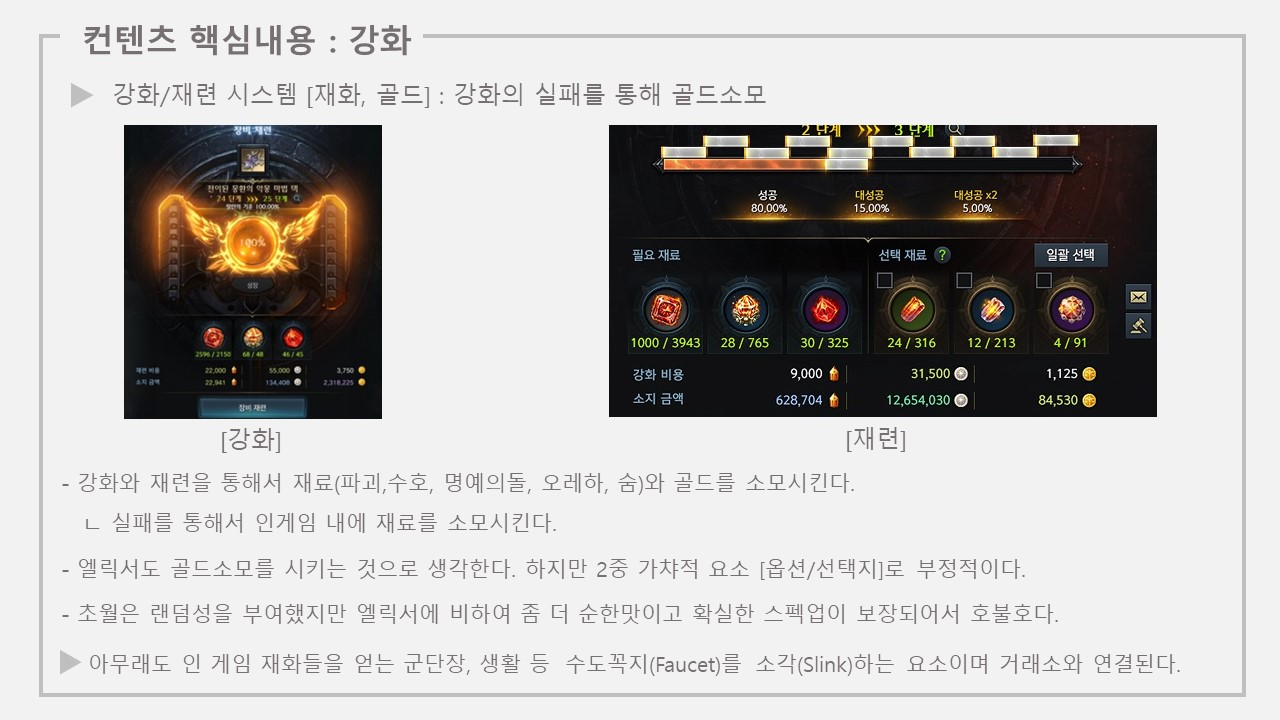 컨텐츠 핵심내용 : 강화
강화/재련 시스템 [재화, 골드] : 강화의 실패를 통해 골드소모
장비 재련
전이된 몽환의 악몽 마법 택
24 단계 >>> 25 단계
100.00%
100%
성장
2596 / 2150 68 / 48 46 / 45
재련 비용 22,000 55,000 3,750
소지 금액 22,941 134,408 2,318,225
장비 재련
2 단계 >>> 3 단계
성공 대성공 대성공 x2
80.00% 15.00% 5.00%
필요 재료 선택 재료 ? 일괄 선택
1000 / 3943 28 / 765 30 / 325 24 / 316 12 / 213 4 / 91
강화 비용 9,000 31,500 1,125
소지 금액 628,704 12,654,030 84,530
[강화]
[재련]
- 강화와 재련을 통해서 재료(파괴,수호, 명예의돌, 오레하, 숨)와 골드를 소모시킨다.
ㄴ 실패를 통해서 인게임 내에 재료를 소모시킨다.
- 엘릭서도 골드소모를 시키는 것으로 생각한다. 하지만 2중 가챠적 요소 [옵션/선택지]로 부정적이다.
- 초월은 랜덤성을 부여했지만 엘릭서에 비하여 좀 더 순한맛이고 확실한 스펙업이 보장되어서 호불호다.
아무래도 인 게임 재화들을 얻는 군단장, 생활 등 수도꼭지(Faucet)를 소각(Slink)하는 요소이며 거래소와 연결된다.